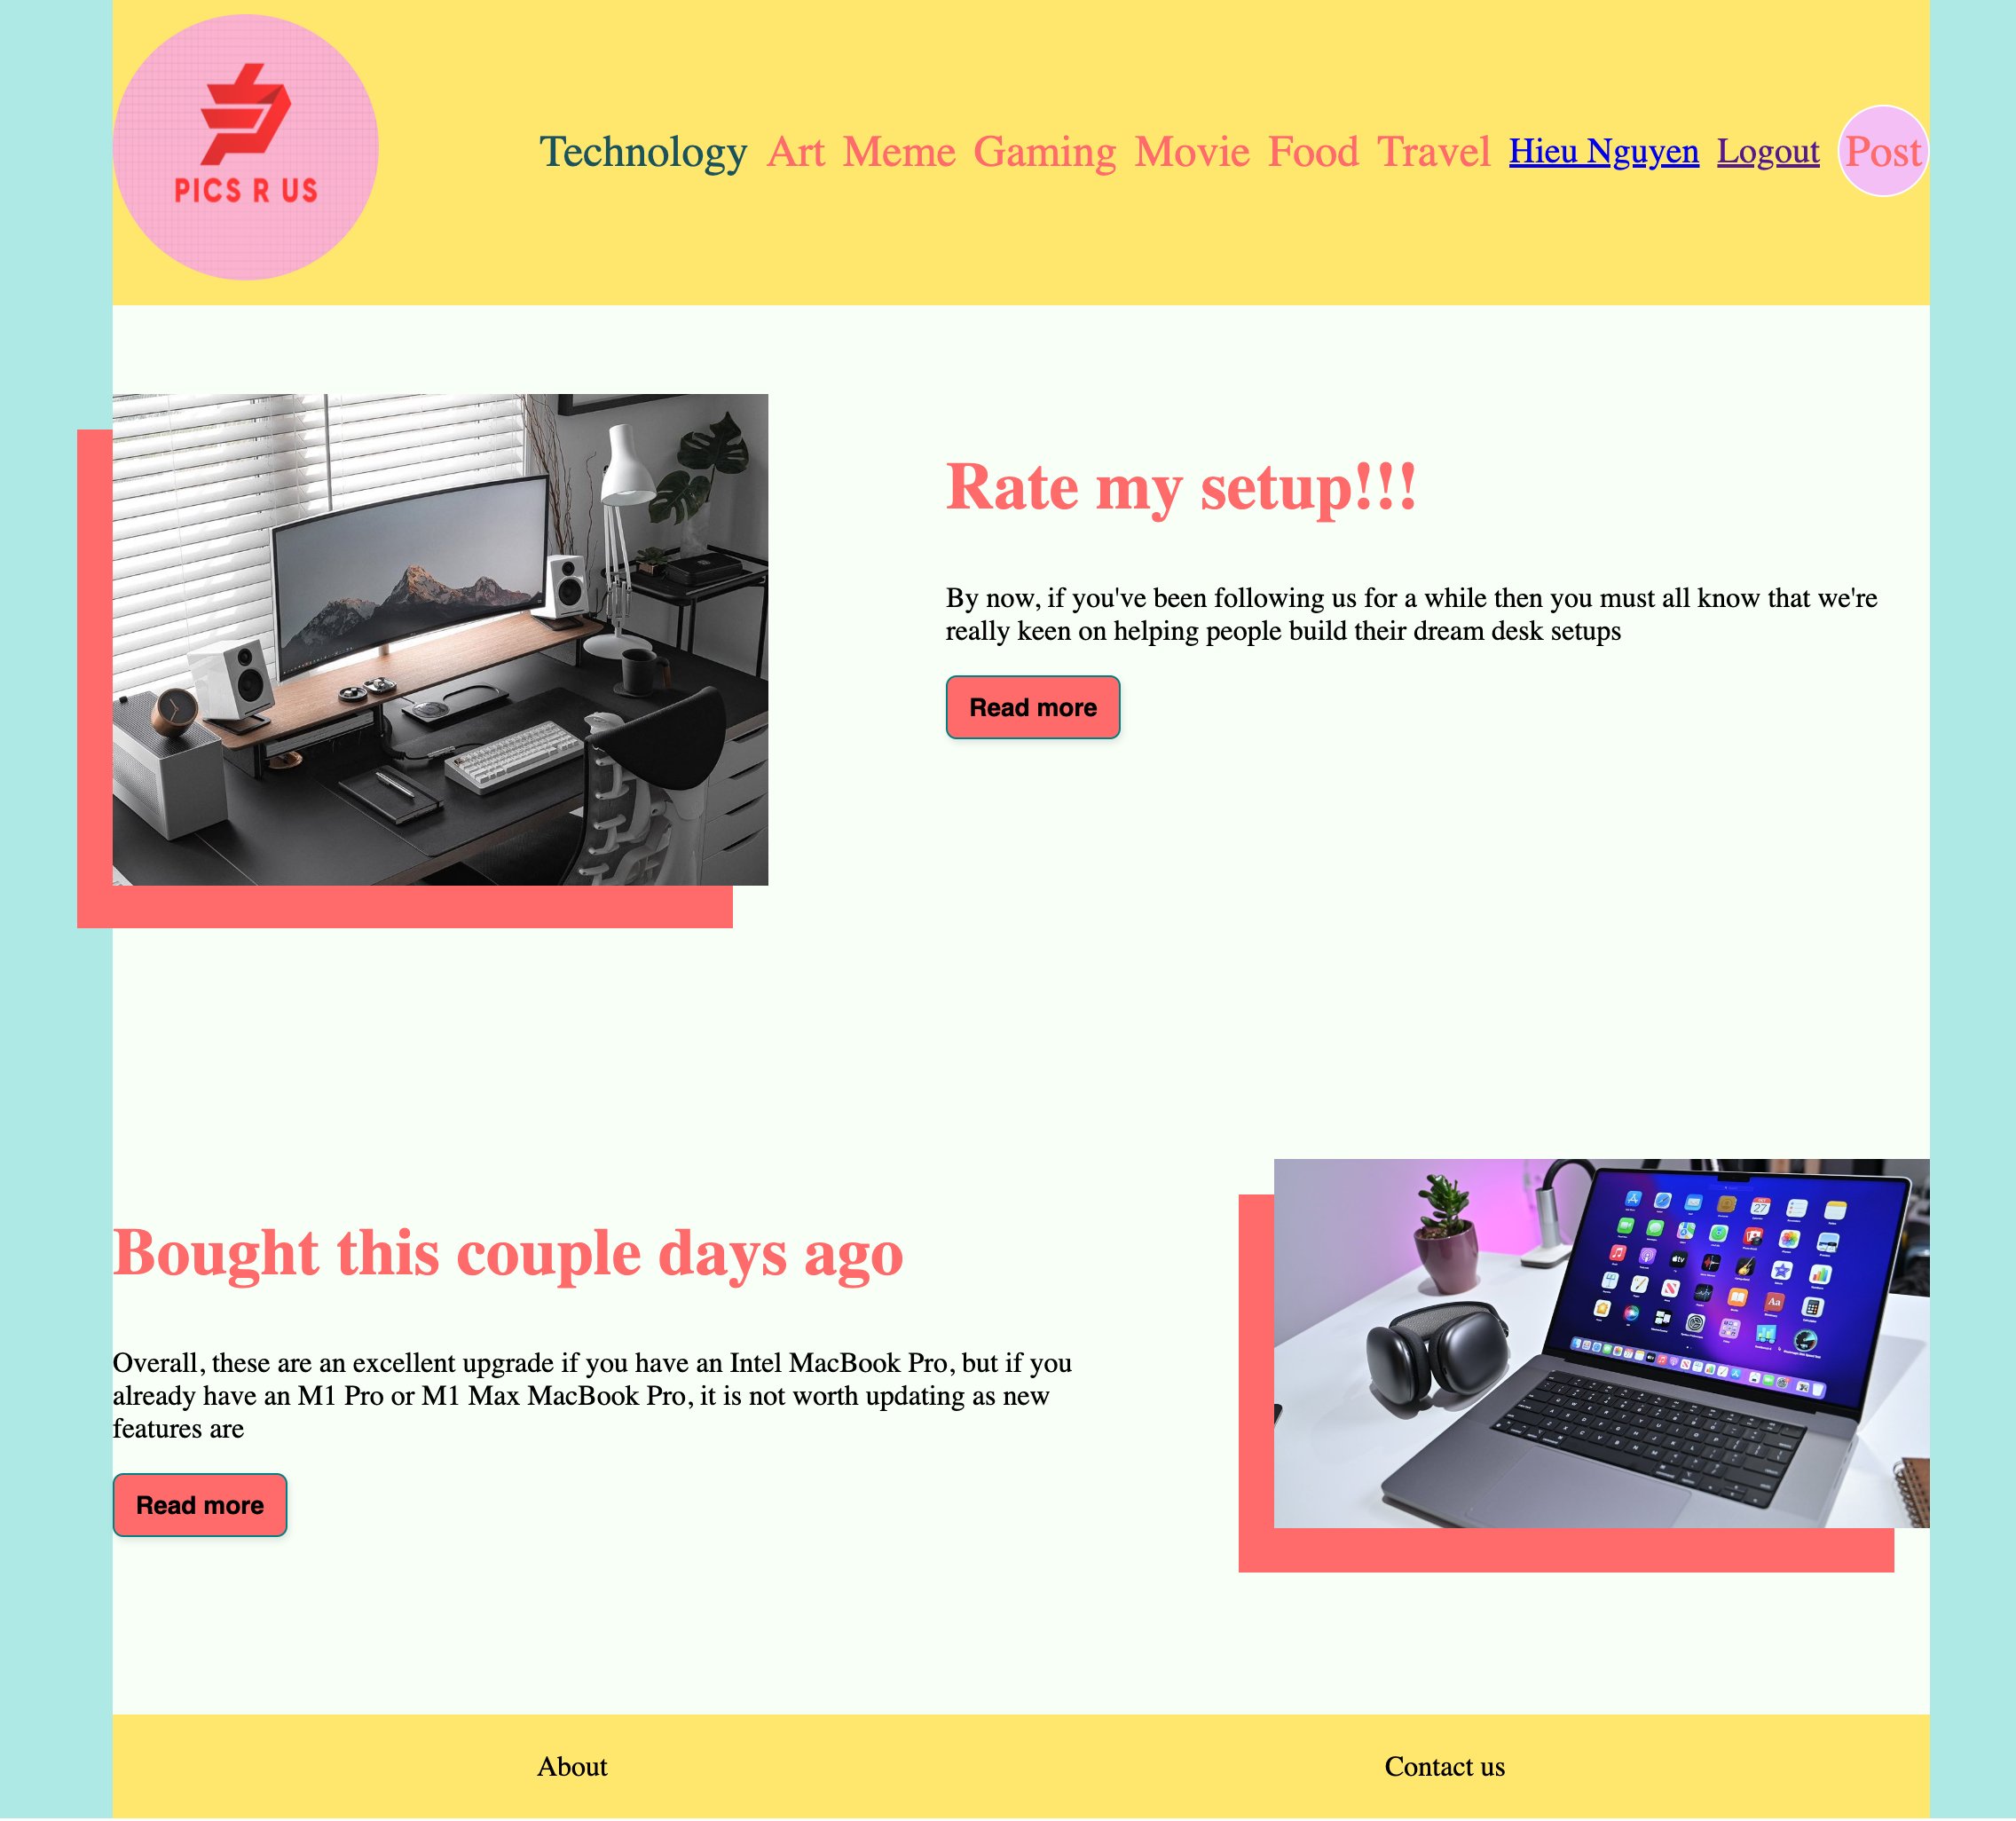 PICS R US
Technology Art Meme Gaming Movie Food Travel Hieu Nguyen Logout Post
Rate my setup!!!
By now, if you've been following us for a while then you must all know that we're
really keen on helping people build their dream desk setups
Read more
Bought this couple days ago
Overall, these are an excellent upgrade if you have an Intel MacBook Pro, but if you
already have an M1 Pro or M1 Max MacBook Pro, it is not worth updating as new
features are
Read more
About
Contact us